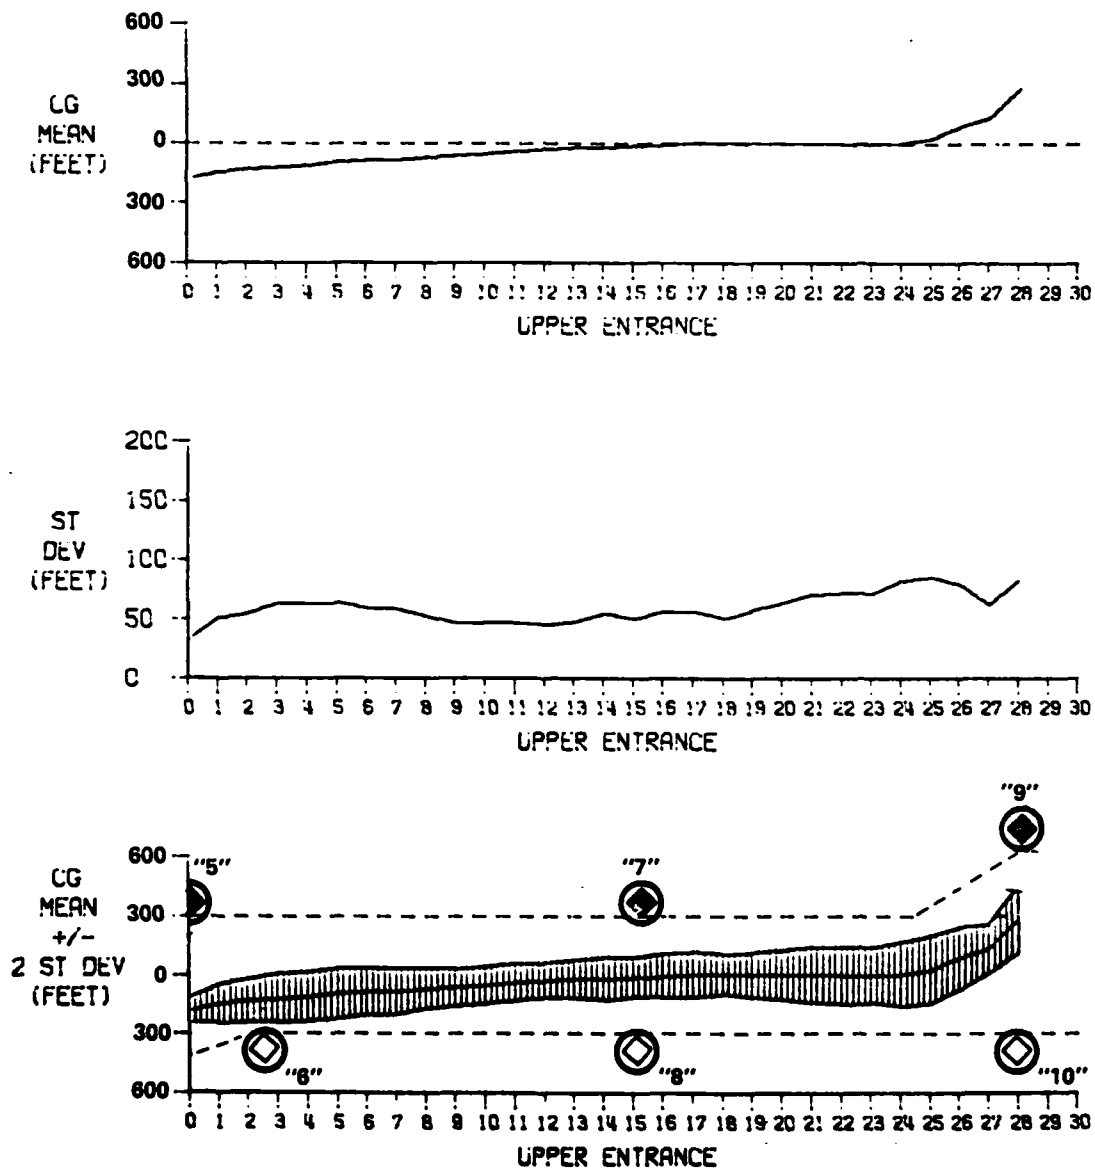 600
300
CG
MEAN
(FEET)
0
300
600
0 1 2 3 4 5 6 7 8 9 10 11 12 13 14 15 16 17 18 19 20 21 22 23 24 25 26 27 28 29 30
UPPER ENTRANCE
200
150
ST
DEV
(FEET)
100
50
0
0 1 2 3 4 5 6 7 8 9 10 11 12 13 14 15 16 17 18 19 20 21 22 23 24 25 26 27 28 29 30
UPPER ENTRANCE
"9"
600
"5"
"7"
CG
MEAN
+/-
2 ST DEV
(FEET)
300
0
300
600
"6"
"8"
"10"
0 1 2 3 4 5 6 7 8 9 10 11 12 13 14 15 16 17 18 19 20 21 22 23 24 25 26 27 28 29 30
UPPER ENTRANCE